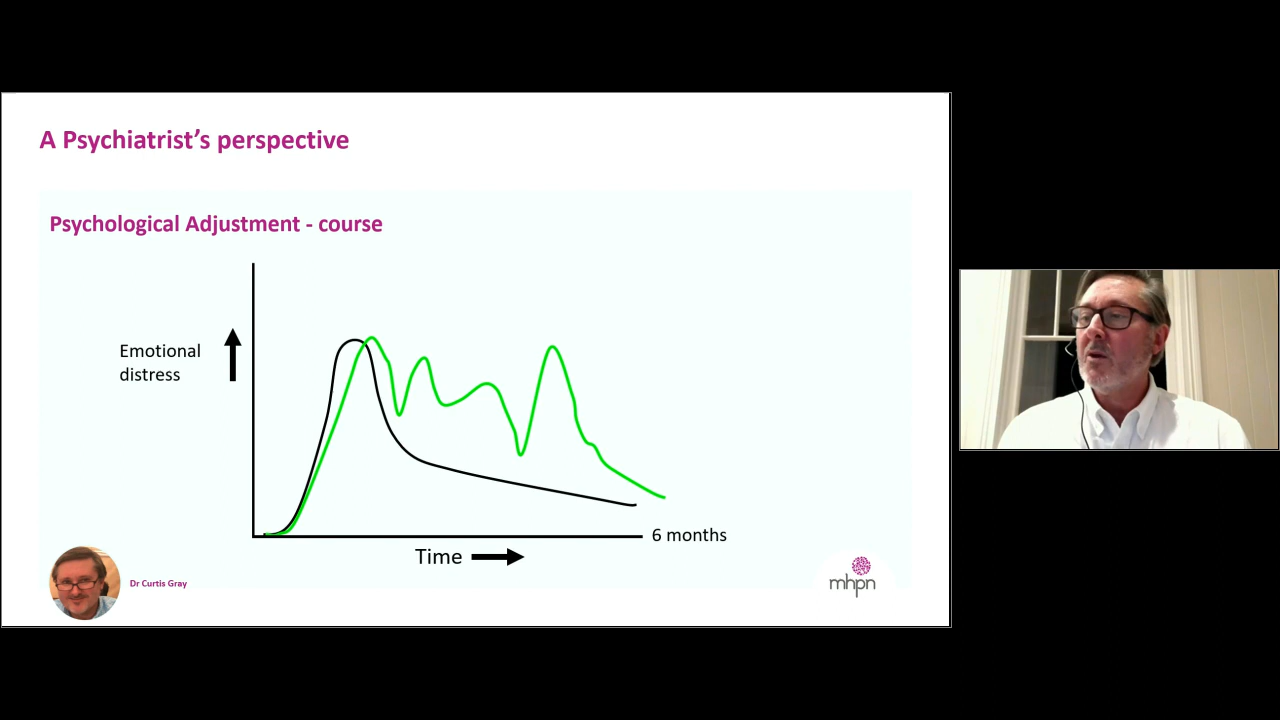 A Psychiatrist's perspective
Psychological Adjustment - course
Emotional
distress
6 months
Time
Dr Curtis Gray
mhpn